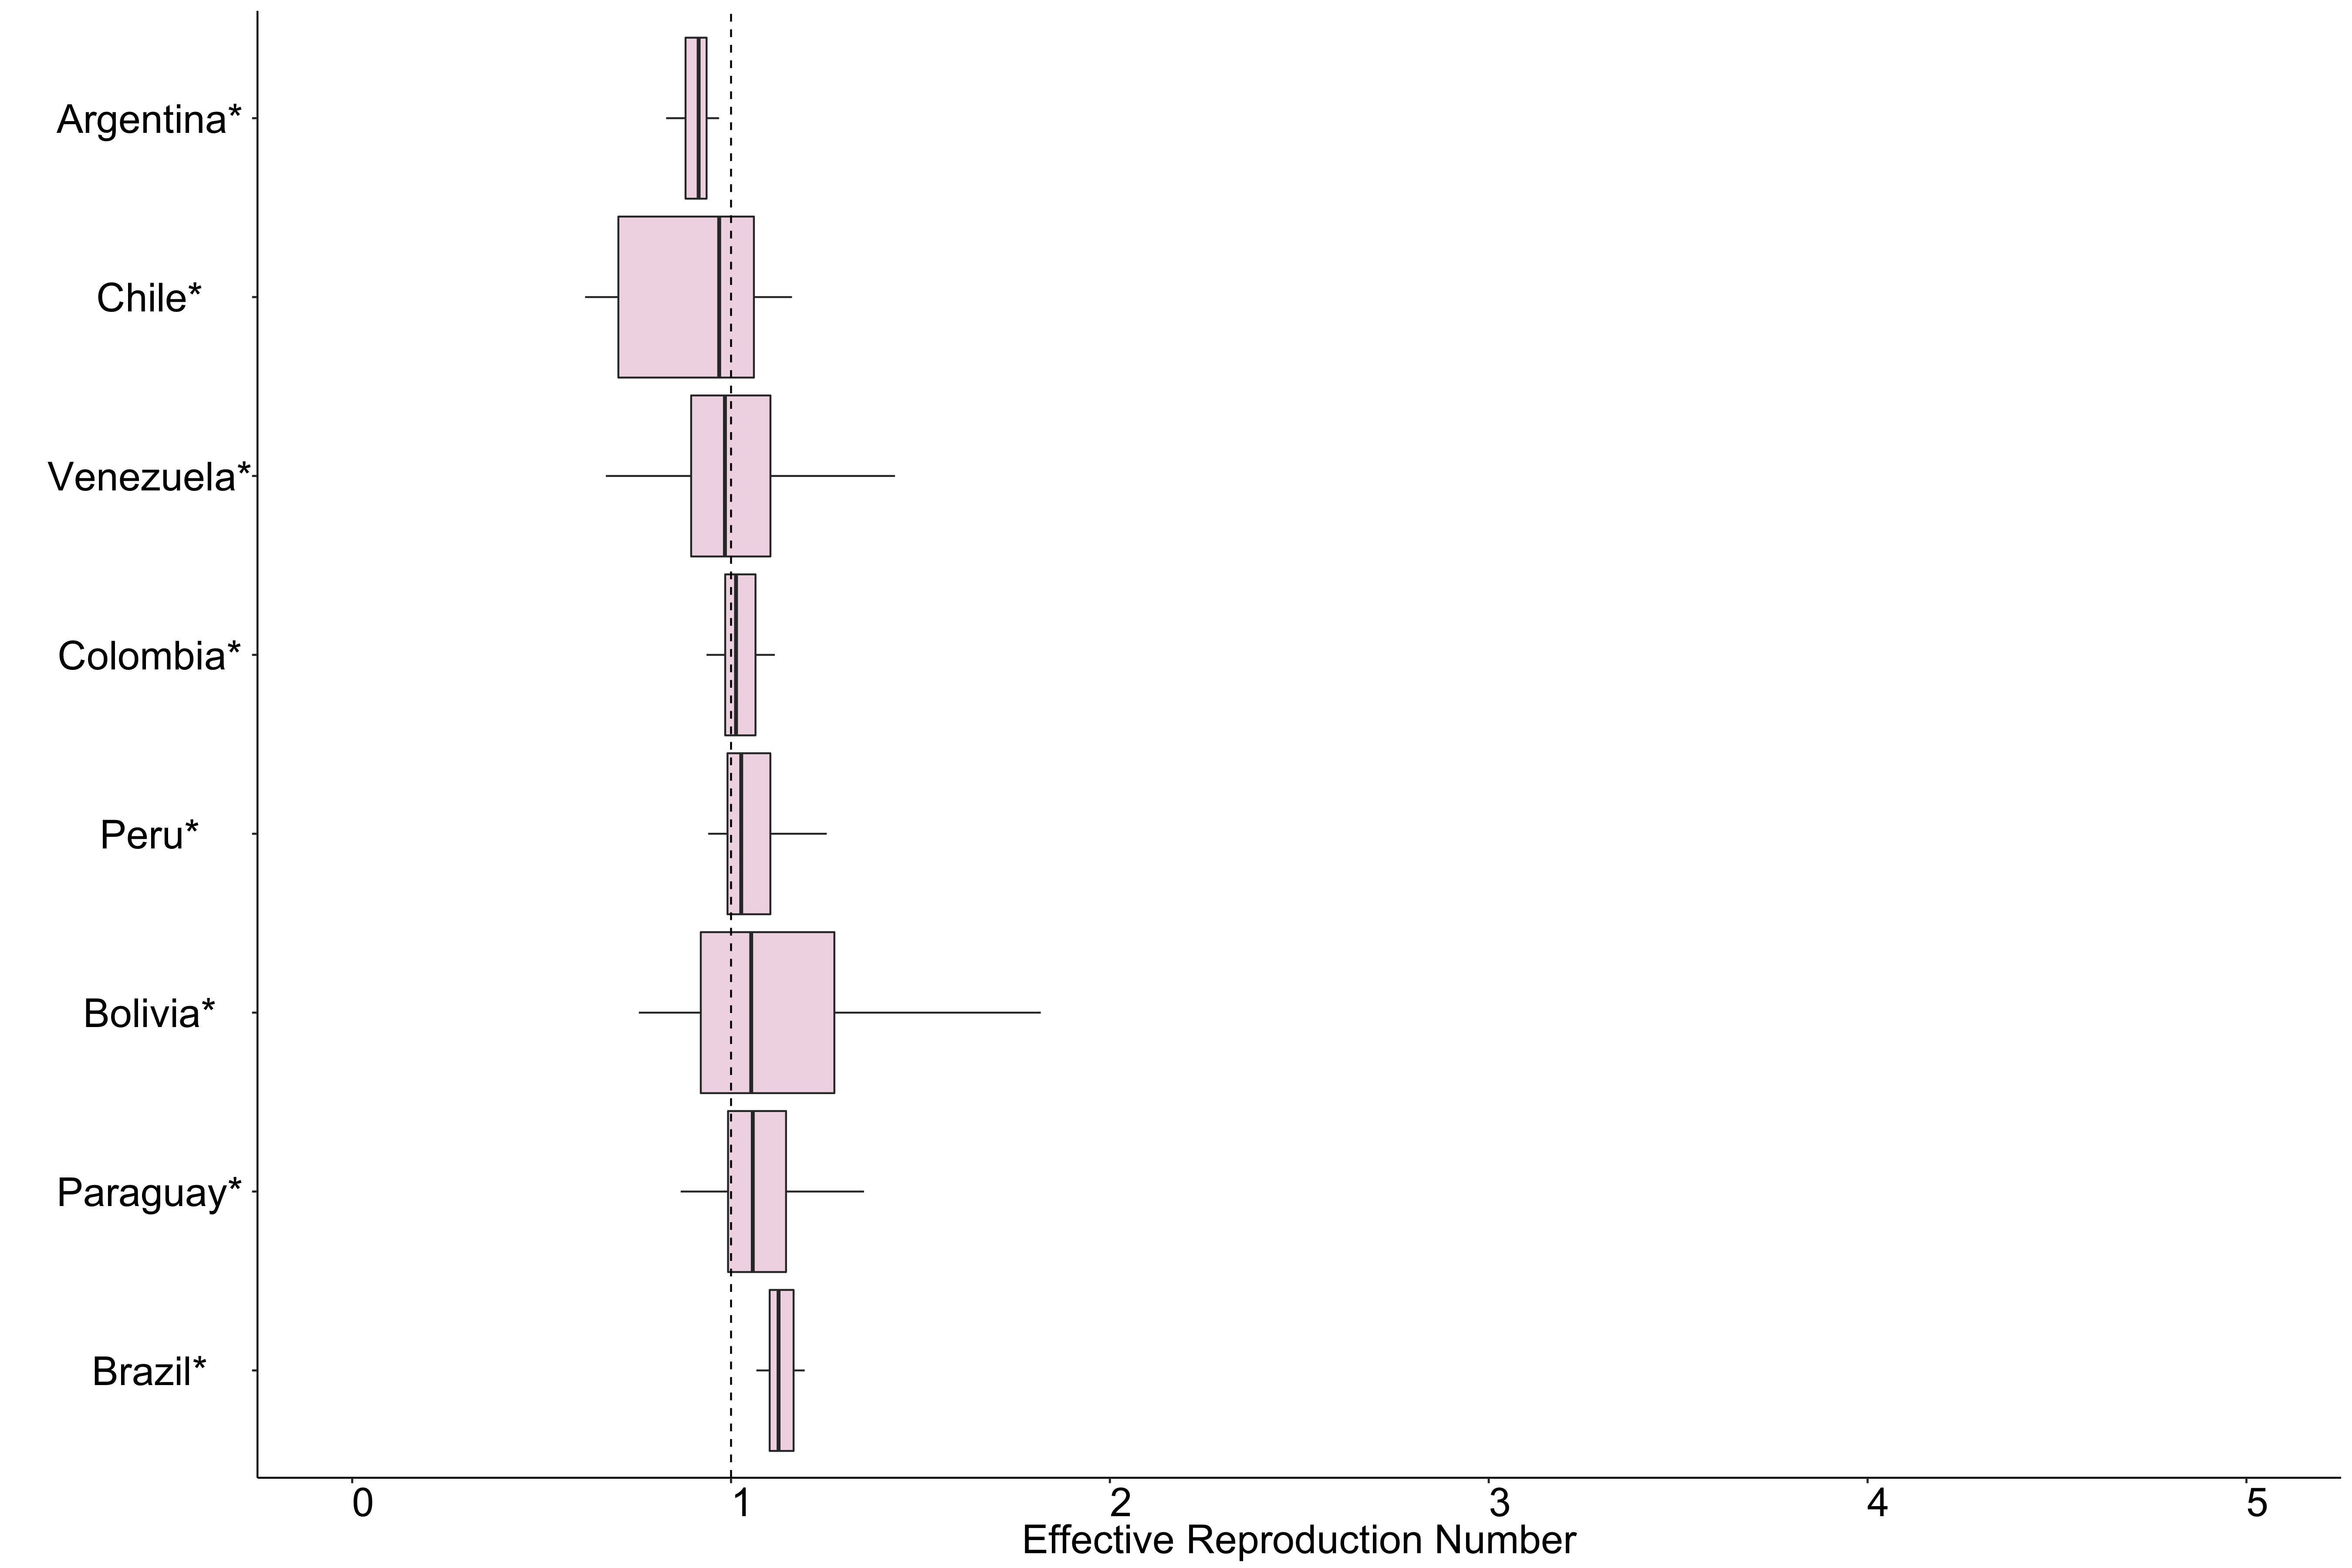 Argentina*
Chile*
Venezuela*
Colombia*
Peru*
Bolivia*
Paraguay*
Brazil*
0 1 2 3 4 5
Effective Reproduction Number